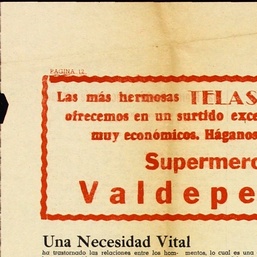 PAGINA 12
Las más hermosas TELAS
ofrecemos en un surtido exce
muy económicos. Háganos
Supermerc
Valdepe
Una Necesidad Vital
ha trastornado las relaciones entre los hom- mentos, lo cual es una